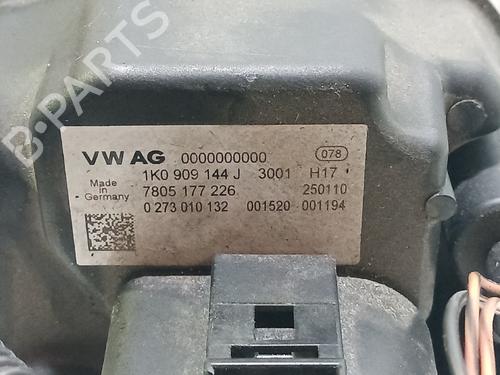 B-PARTS
VW AG 0000000000 078
1K0 909 144 J 3001 H17
Made in Germany 7805 177 226 250110
0 273 010 132 001520 001194